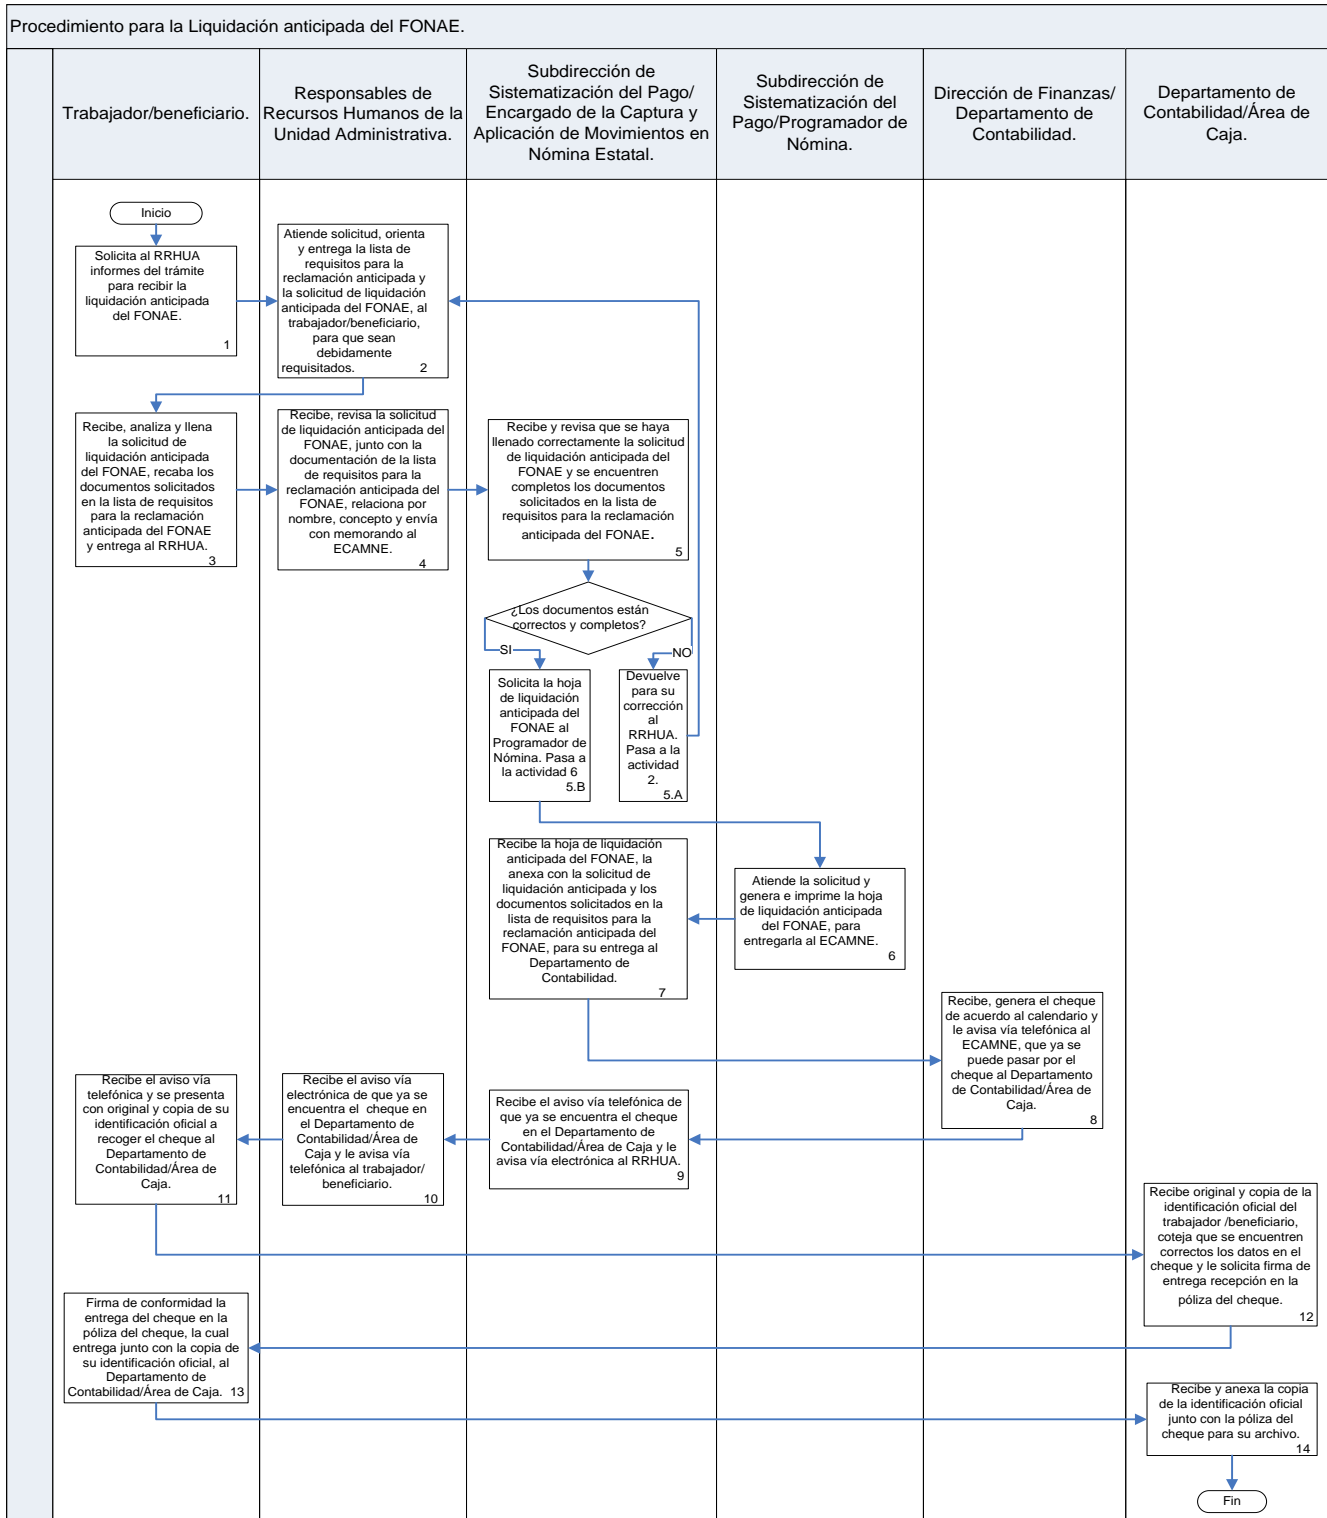 Procedimiento para la Liquidación anticipada del FONAE.
Trabajador/beneficiario.
Responsables de
Recursos Humanos de la
Unidad Administrativa.
Subdirección de
Sistematización del Pago/
Encargado de la Captura y
Aplicación de Movimientos en
Nómina Estatal.
Subdirección de
Sistematización del
Pago/Programador de
Nómina.
Dirección de Finanzas/
Departamento de
Contabilidad.
Departamento de
Contabilidad/Área de
Caja.
Inicio
Solicita al RRHUA
informes del trámite
para recibir la
liquidación anticipada
del FONAE.
1
Atiende solicitud, orienta
y entrega la lista de
requisitos para la
reclamación anticipada y
la solicitud de liquidación
anticipada del FONAE, al
trabajador/beneficiario,
para que sean
debidamente
requisitados. 2
Recibe, analiza y llena
la solicitud de
liquidación anticipada
del FONAE, recaba los
documentos solicitados
en la lista de requisitos
para la reclamación
anticipada del FONAE
y entrega al RRHUA.
3
Recibe, revisa la solicitud
de liquidación anticipada del
FONAE, junto con la
documentación de la lista
de requisitos para la
reclamación anticipada del
FONAE, relaciona por
nombre, concepto y envía
con memorando al
ECAMNE.
4
Recibe y revisa que se haya
llenado correctamente la solicitud
de liquidación anticipada del
FONAE y se encuentren
completos los documentos
solicitados en la lista de
requisitos para la reclamación
anticipada del FONAE.
5
¿Los documentos están
correctos y completos?
SI
NO
Solicita la hoja
de liquidación
anticipada del
FONAE al
Programador de
Nómina. Pasa a
la actividad 6
5.B
Devuelve
para su
corrección
al
RRHUA.
Pasa a la
actividad
2.
5.A
Atiende la solicitud y
genera e imprime la hoja
de liquidación anticipada
del FONAE, para
entregarla al ECAMNE.
6
Recibe la hoja de liquidación
anticipada del FONAE, la
anexa con la solicitud de
liquidación anticipada y los
documentos solicitados en la
lista de requisitos para la
reclamación anticipada del
FONAE, para su entrega al
Departamento de
Contabilidad.
7
Recibe, genera el cheque
de acuerdo al calendario y
le avisa vía telefónica al
ECAMNE, que ya se
puede pasar por el
cheque al Departamento
de Contabilidad/Área de
Caja.
8
Recibe el aviso vía telefónica de
que ya se encuentra el cheque
en el Departamento de
Contabilidad/Área de Caja y le
avisa vía electrónica al RRHUA.
9
Recibe el aviso vía
electrónica de que ya se
encuentra el cheque en
el Departamento de
Contabilidad/Área de
Caja y le avisa vía
telefónica al trabajador/
beneficiario.
10
Recibe el aviso vía
telefónica y se presenta
con original y copia de su
identificación oficial a
recoger el cheque al
Departamento de
Contabilidad/Área de
Caja.
11
Recibe original y copia de la
identificación oficial del
trabajador /beneficiario,
coteja que se encuentren
correctos los datos en el
cheque y le solicita firma de
entrega recepción en la
póliza del cheque.
12
Firma de conformidad la
entrega del cheque en la
póliza del cheque, la cual
entrega junto con la copia de
su identificación oficial, al
Departamento de
Contabilidad/Área de Caja. 13
Recibe y anexa la copia
de la identificación oficial
junto con la póliza del
cheque para su archivo.
14
Fin